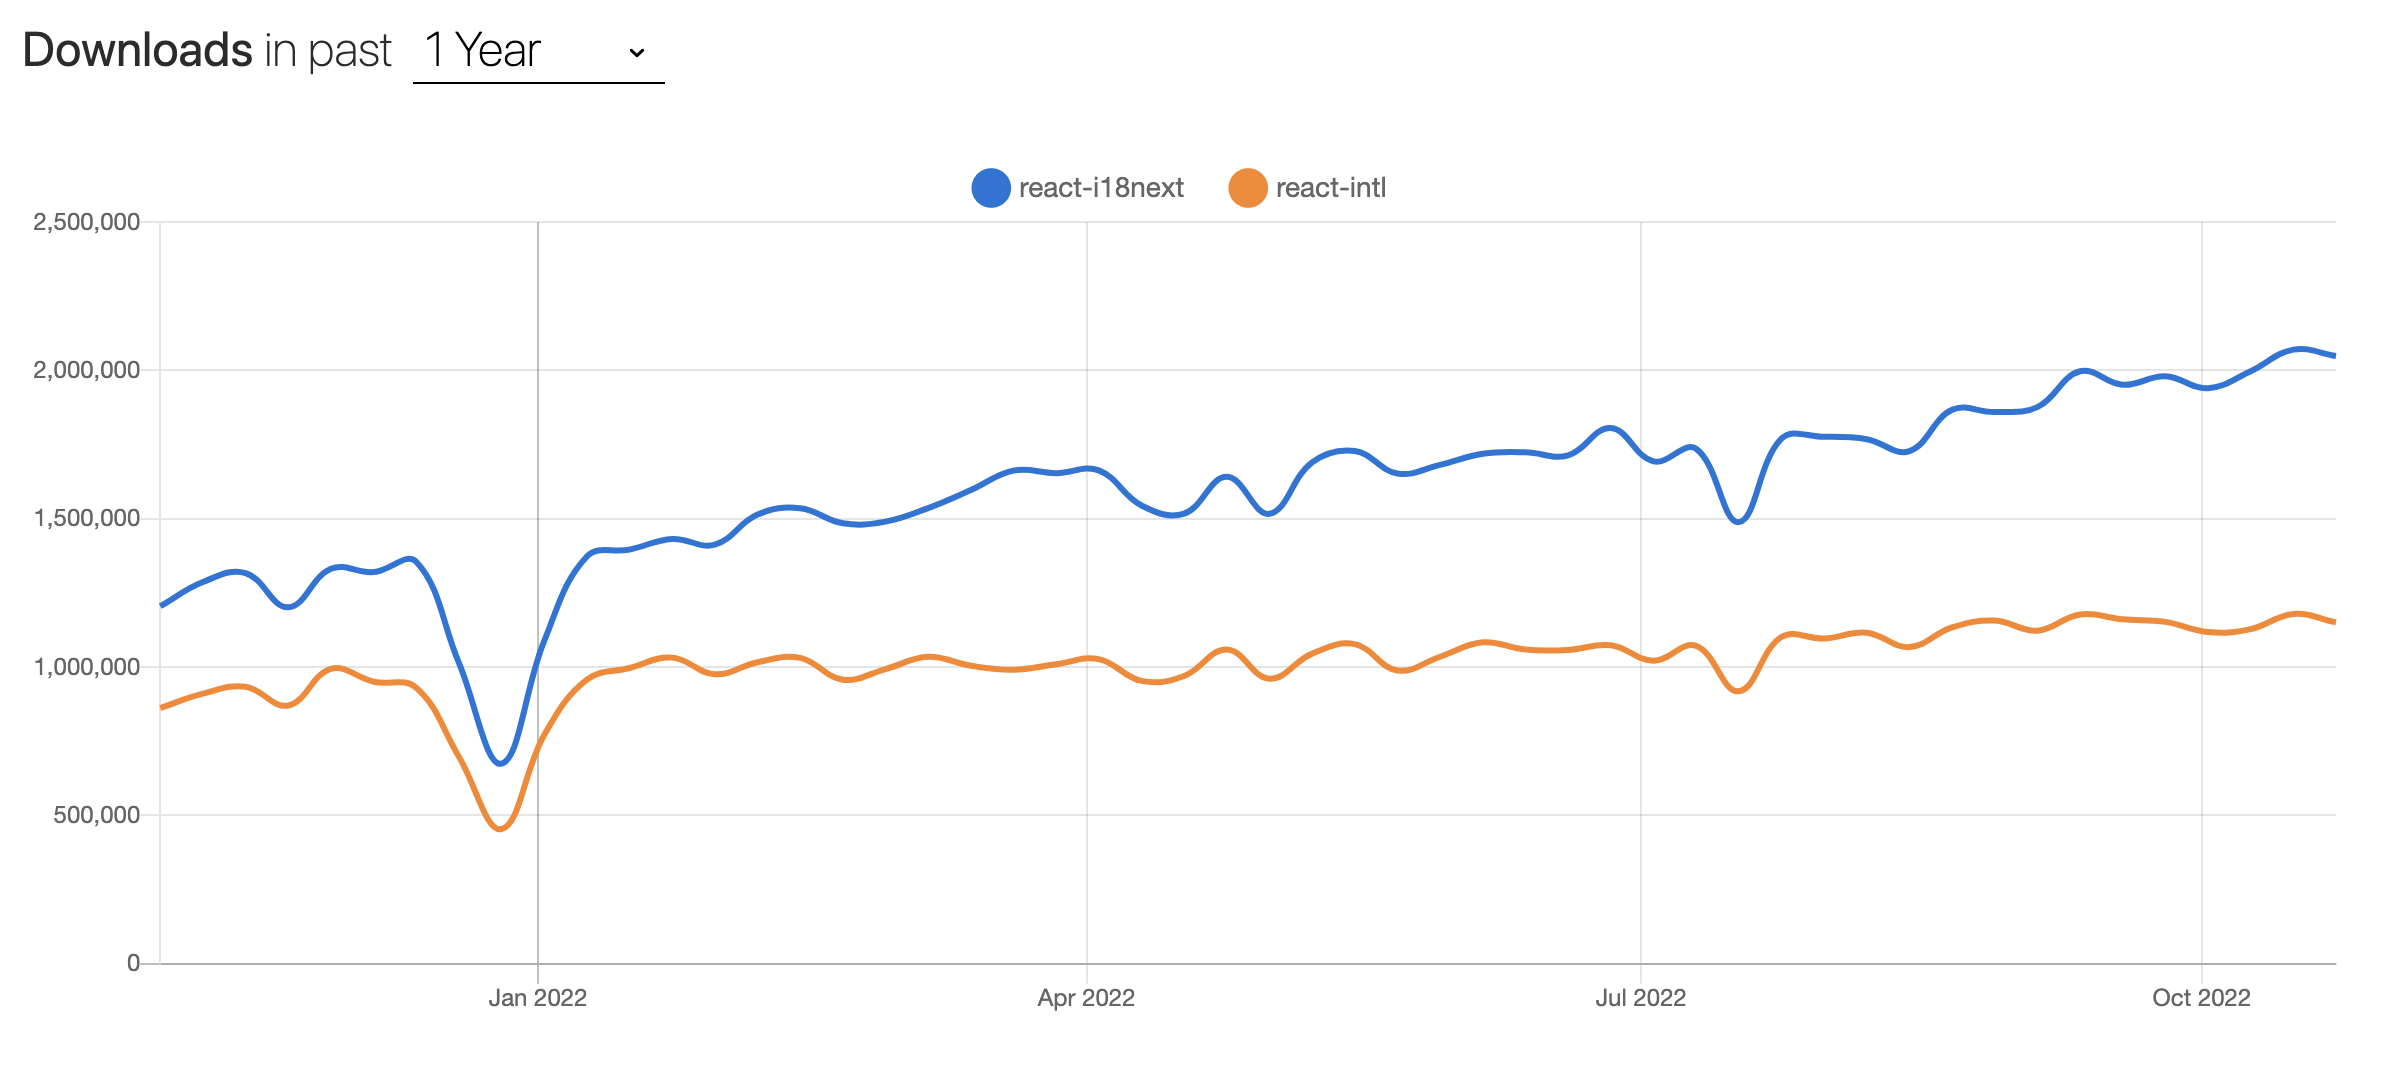 Downloads in past 1 Year
react-i18next react-intl
2,500,000
2,000,000
1,500,000
1,000,000
500,000
0
Jan 2022 Apr 2022 Jul 2022 Oct 2022